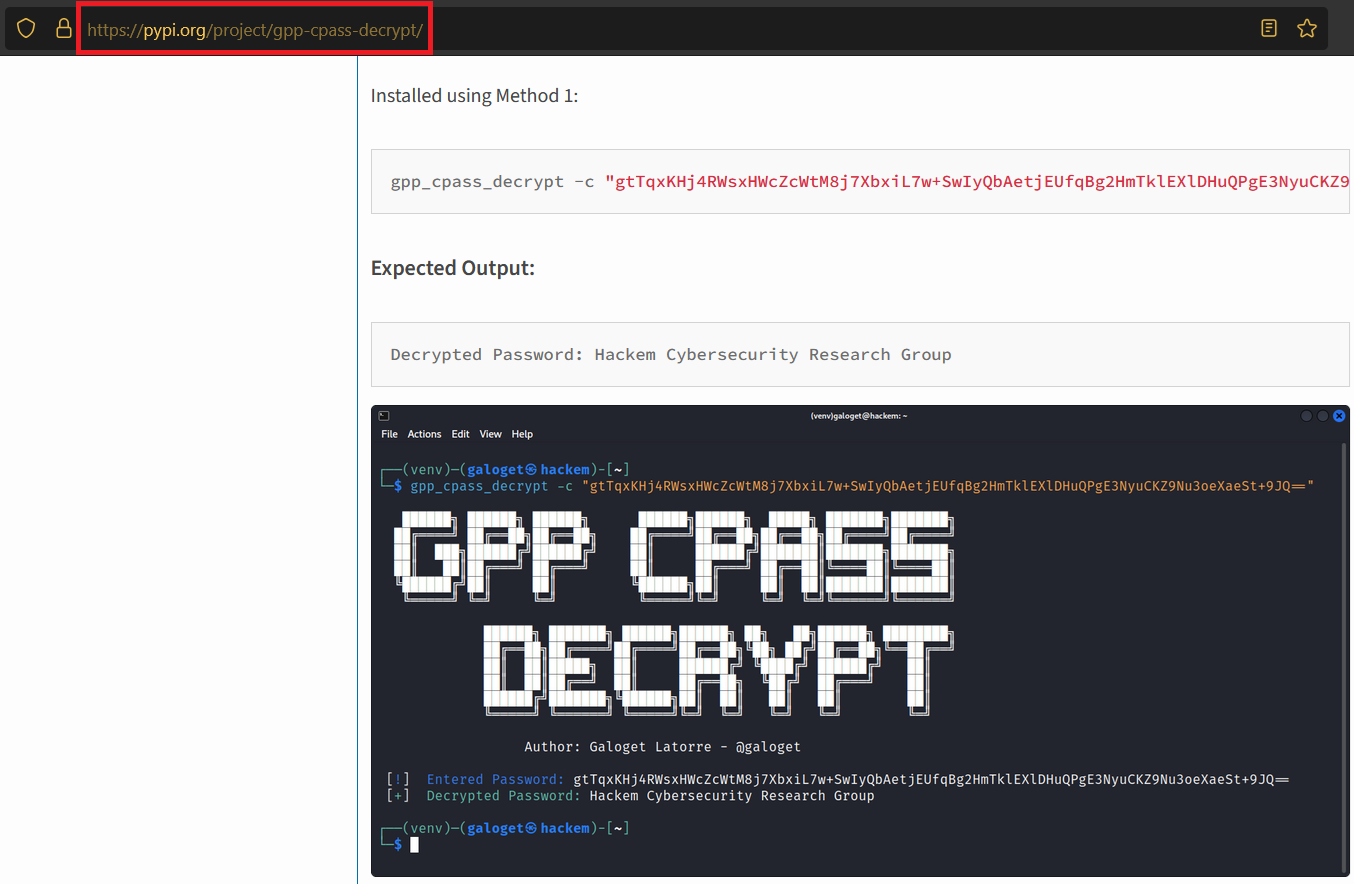 https://pypi.org/project/gpp-cpass-decrypt/
Installed using Method 1:
gpp_cpass_decrypt -c "gtTqxKHj4RWsxHWcZcWtM8j7XbxiL7w+SwIyQbAetjEUfqBg2HmTklEXlDHuQPgE3NyuCKZ9
Expected Output:
Decrypted Password: Hackem Cybersecurity Research Group
(venv)galoget@hackem: ~
File Actions Edit View Help
┌──(venv)─(galoget㉿hackem)-[~]
└─$ gpp_cpass_decrypt -c "gtTqxKHj4RWsxHWcZcWtM8j7XbxiL7w+SwIyQbAetjEUfqBg2HmTklEXlDHuQPgE3NyuCKZ9Nu3oeXaeSt+9JQ=="
GPP CPASS
DECRYPT
Author: Galoget Latorre - @galoget
[!] Entered Password: gtTqxKHj4RWsxHWcZcWtM8j7XbxiL7w+SwIyQbAetjEUfqBg2HmTklEXlDHuQPgE3NyuCKZ9Nu3oeXaeSt+9JQ==
[+] Decrypted Password: Hackem Cybersecurity Research Group
┌──(venv)─(galoget㉿hackem)-[~]
└─$